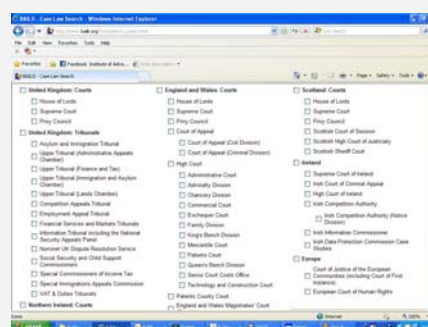 BAILII - Case Law Search - Windows Internet Explorer
File Edit View Favorites Tools Help
Favorites
BAILII - Case Law Search
Page Safety Tools
United Kingdom: Courts
House of Lords
Supreme Court
Privy Council
United Kingdom: Tribunals
Asylum and Immigration Tribunal
Upper Tribunal (Administrative Appeals
Chamber)
Upper Tribunal (Finance and Tax)
Upper Tribunal (Immigration and Asylum
Chamber)
Upper Tribunal (Lands Chamber)
Competition Appeals Tribunal
Employment Appeal Tribunal
Financial Services and Markets Tribunals
Information Tribunal including the National
Security Appeals Panel
Nominet UK Dispute Resolution Service
Social Security and Child Support
Commissioners
Special Commissioners of Income Tax
Special Immigrations Appeals Commission
VAT & Duties Tribunals
Northern Ireland: Courts
England and Wales: Courts
House of Lords
Supreme Court
Privy Council
Court of Appeal
Court of Appeal (Civil Division)
Court of Appeal (Criminal Division)
High Court
Administrative Court
Admiralty Division
Chancery Division
Commercial Court
Exchequer Court
Family Division
King's Bench Division
Mercantile Court
Patents Court
Queen's Bench Division
Senior Court Costs Office
Technology and Construction Court
Patents County Court
England and Wales Magistrates' Court
Scotland: Courts
House of Lords
Supreme Court
Privy Council
Scottish Court of Session
Scottish High Court of Justiciary
Scottish Sheriff Court
Ireland
Supreme Court of Ireland
Irish Court of Criminal Appeal
High Court of Ireland
Irish Competition Authority
Irish Competition Authority (Notice
Division)
Irish Information Commissioner
Irish Data Protection Commission Case
Studies
Europe
Court of Justice of the European
Communities (including Court of First
Instance)
European Court of Human Rights
Done
Internet
100%